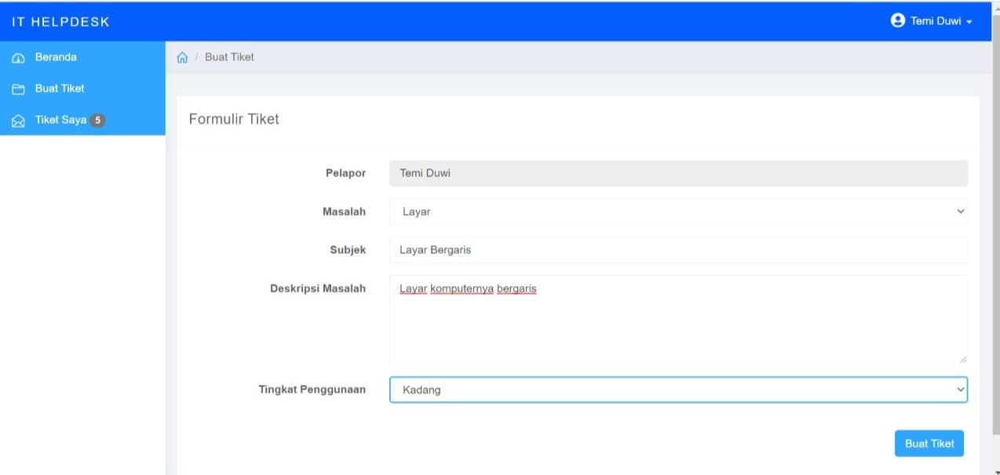 IT HELPDESK
Temi Duwi
Beranda
Buat Tiket
Tiket Saya 5
/ Buat Tiket
Formulir Tiket
Pelapor Temi Duwi
Masalah Layar
Subjek Layar Bergaris
Deskripsi Masalah Layar komputernya bergaris
Tingkat Penggunaan Kadang
Buat Tiket